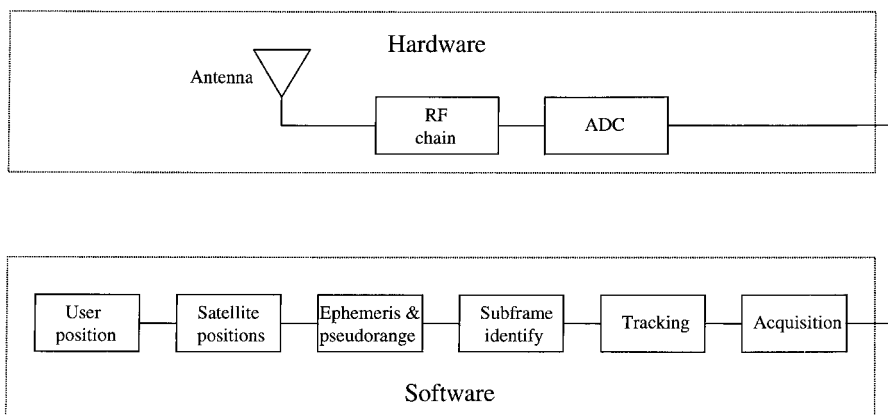 Hardware
Antenna
RF
chain
ADC
User
position
Satellite
positions
Ephemeris &
pseudorange
Subframe
identify
Tracking
Acquisition
Software